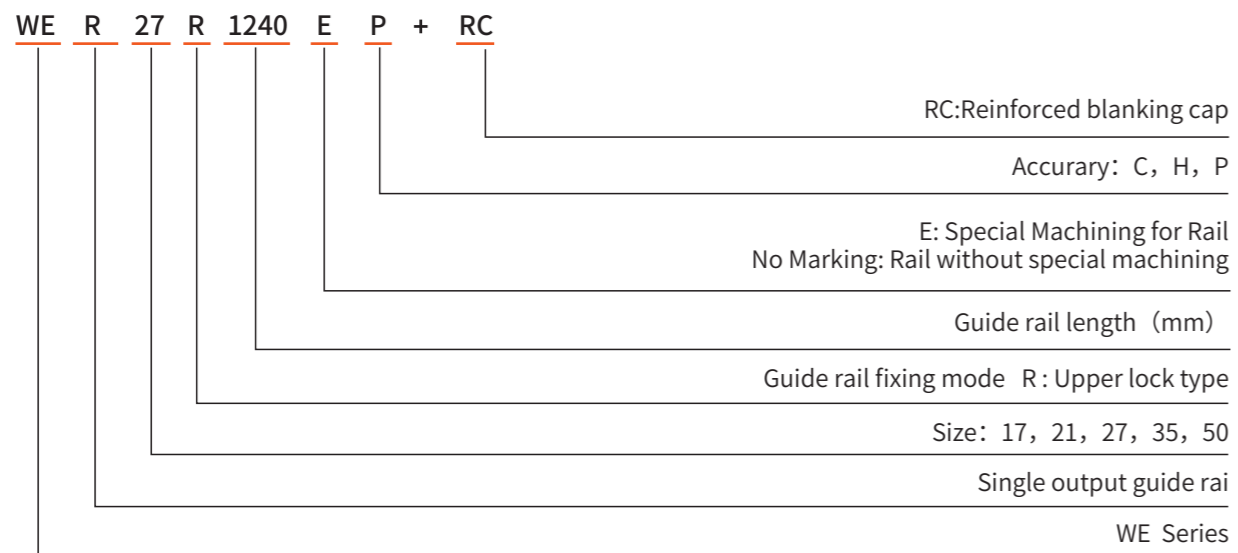 WE R 27 R 1240 E P + RC
RC:Reinforced blanking cap
Accurary：C，H，P
E: Special Machining for Rail
No Marking: Rail without special machining
Guide rail length（mm）
Guide rail fixing mode R : Upper lock type
Size：17，21，27，35，50
Single output guide rai
WE Series